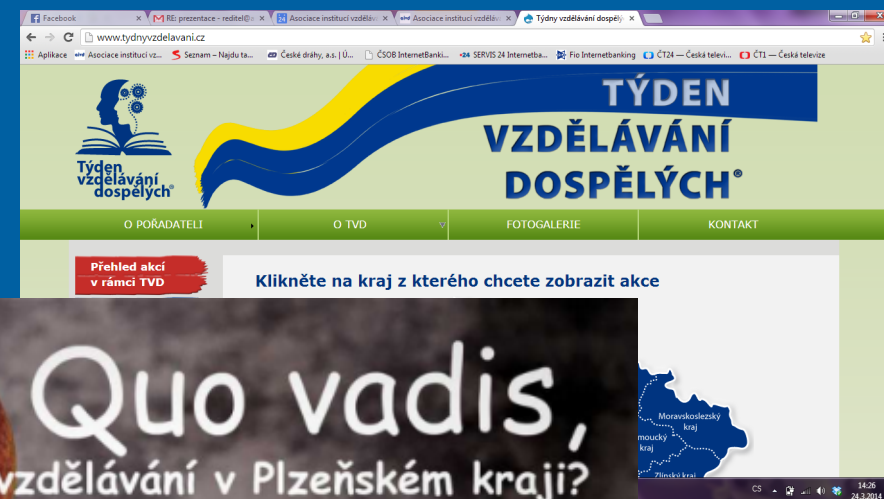 Facebook
RE: prezentace - reditel@a
Asociace institucí vzděláv
Asociace institucí vzděláv
Týdny vzdělávání dospělý
www.tydnyvzdelavani.cz
Aplikace
Asociace institucí vz...
Seznam – Najdu ta...
České dráhy, a.s. | Ú...
ČSOB InternetBanki...
SERVIS 24 Internetba...
Fio Internetbanking
ČT24 — Česká televi...
ČT1 — Česká televize
TÝDEN
VZDĚLÁVÁNÍ
DOSPĚLÝCH®
Týden
vzdělávání
dospělých®
O POŘADATELI
O TVD
FOTOGALERIE
KONTAKT
Přehled akcí
v rámci TVD
Klikněte na kraj z kterého chcete zobrazit akce
Quo vadis,
vzdělávání v Plzeňském kraji?
Moravskoslezský
kraj
moucký
kraj
Zlínský kraj
CS
14:26
24.3.2014